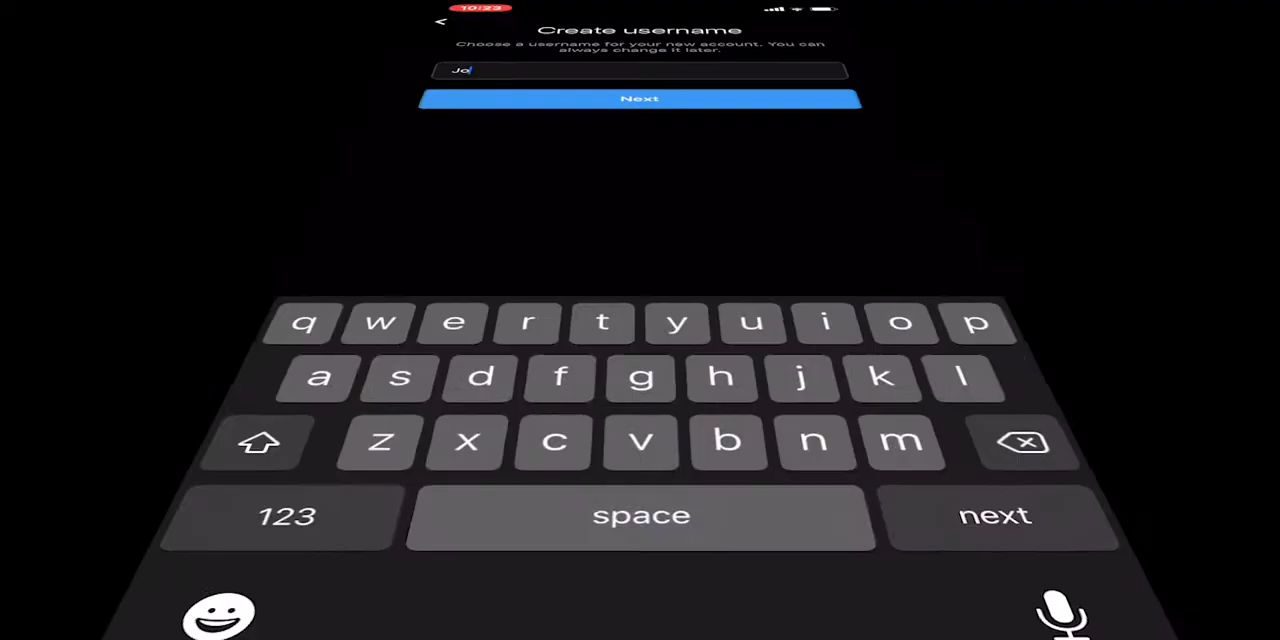 10:23
<
Create username
Choose a username for your new account. You can
always change it later.
Jo
Next
q w e r t y u i o p
a s d f g h j k l
z x c v b n m
123 space next